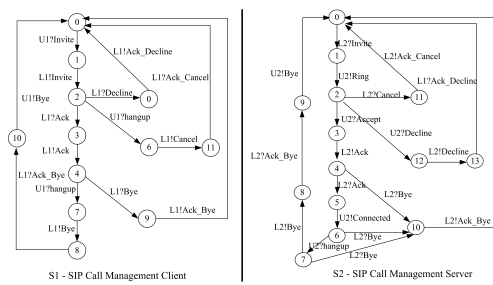 0
U1?Invite
L1!Ack_Decline
1
L1!Invite
L1?Ack_Cancel
U1!Bye
2
L1?Decline
0
L1?Ack
U1?hangup
10
3
6
L1!Cancel
11
L1!Ack
L1?Ack_Bye
4
U1?hangup
L1?Bye
7
9
L1!Ack_Bye
L1!Bye
8
S1 - SIP Call Management Client
0
L2?Invite
L2!Ack_Cancel
1
U2!Bye
U2!Ring
L2?Ack_Decline
2
L2?Cancel
11
9
U2?Accept
3
U2?Decline
L2!Ack
12
L2!Decline
13
L2?Ack_Bye
4
L2?Ack
L2?Bye
8
5
U2!Connected
10
L2!Ack_Bye
L2!Bye
6
L2?Bye
U2?hangup
7
L2?Bye
S2 - SIP Call Management Server